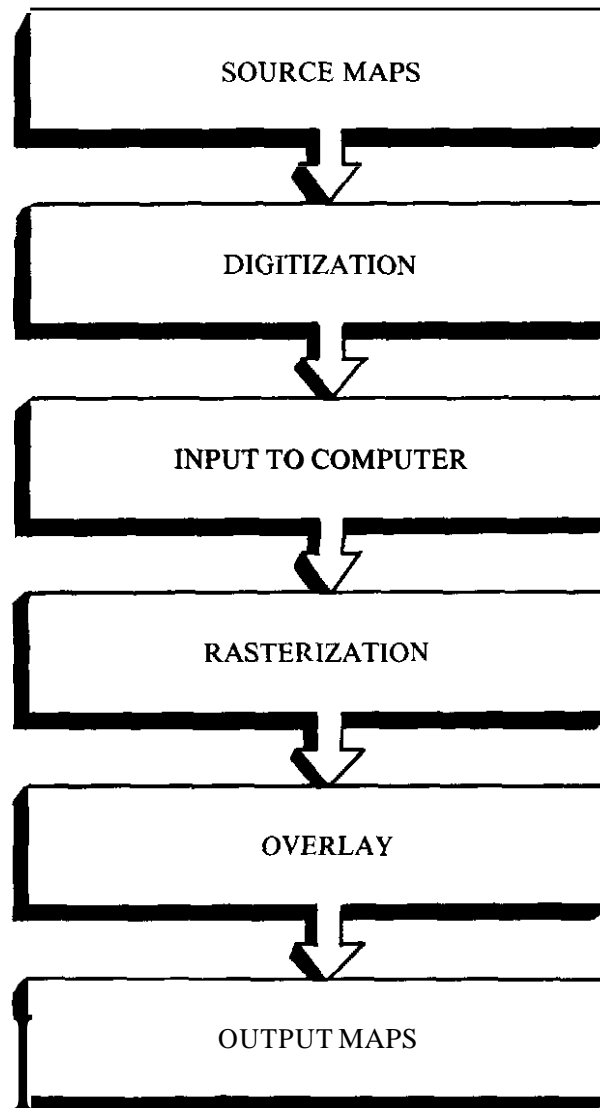 SOURCE MAPS
DIGITIZATION
INPUT TO COMPUTER
RASTERIZATION
OVERLAY
OUTPUT MAPS